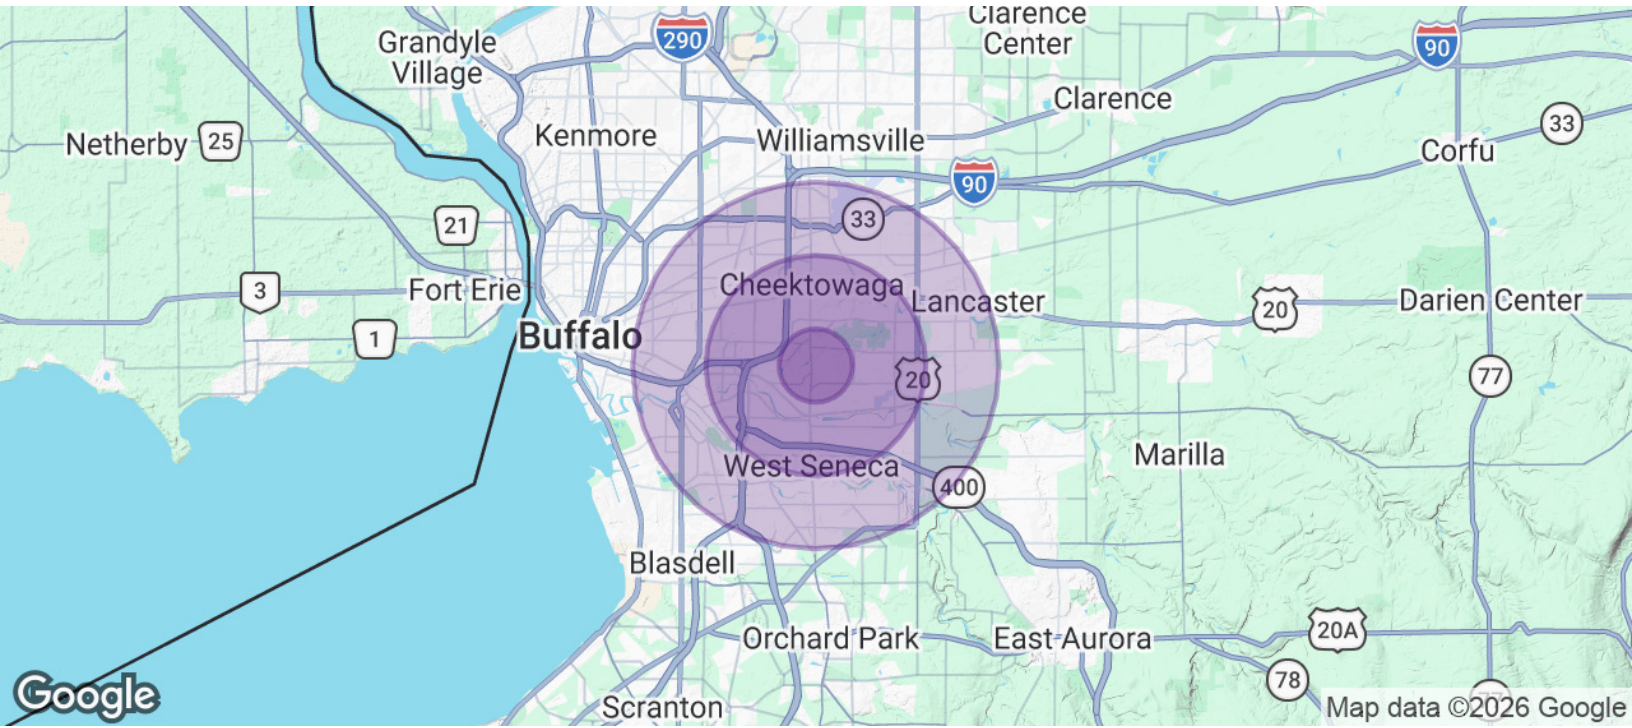 Clarence
Center
Grandyle
Village
290
90
Clarence
33
Netherby
25
Kenmore
Williamsville
Corfu
90
21
33
3
Fort Erie
Cheektowaga
Lancaster
20
Darien Center
1
Buffalo
20
77
West Seneca
Marilla
400
Blasdell
Orchard Park
East Aurora
20A
78
77
Google
Scranton
Map data ©2026 Google